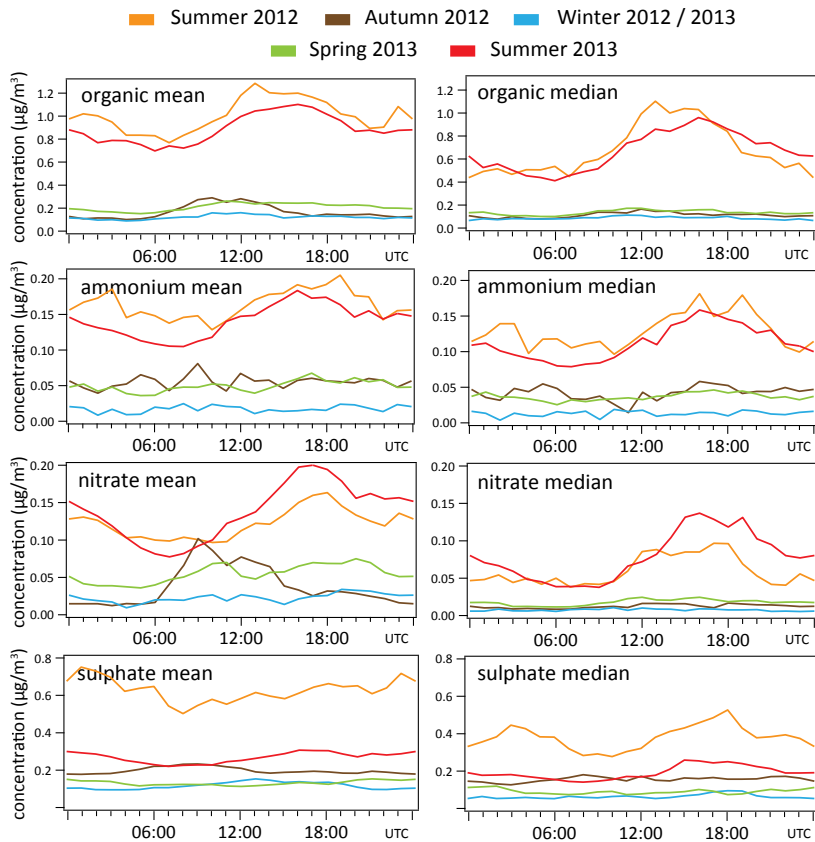 Summer 2012 Autumn 2012 Winter 2012 / 2013
Spring 2013 Summer 2013
concentration (µg/m³)
organic mean
1.2
1.0
0.8
0.6
0.4
0.2
0.0
06:00 12:00 18:00 UTC
organic median
1.2
1.0
0.8
0.6
0.4
0.2
0.0
06:00 12:00 18:00 UTC
concentration (µg/m³)
ammonium mean
0.20
0.15
0.10
0.05
0.00
06:00 12:00 18:00 UTC
ammonium median
0.20
0.15
0.10
0.05
0.00
06:00 12:00 18:00 UTC
concentration (µg/m³)
nitrate mean
0.20
0.15
0.10
0.05
0.00
06:00 12:00 18:00 UTC
nitrate median
0.20
0.15
0.10
0.05
0.00
06:00 12:00 18:00 UTC
concentration (µg/m³)
sulphate mean
0.8
0.6
0.4
0.2
06:00 12:00 18:00 UTC
sulphate median
0.8
0.6
0.4
0.2
06:00 12:00 18:00 UTC